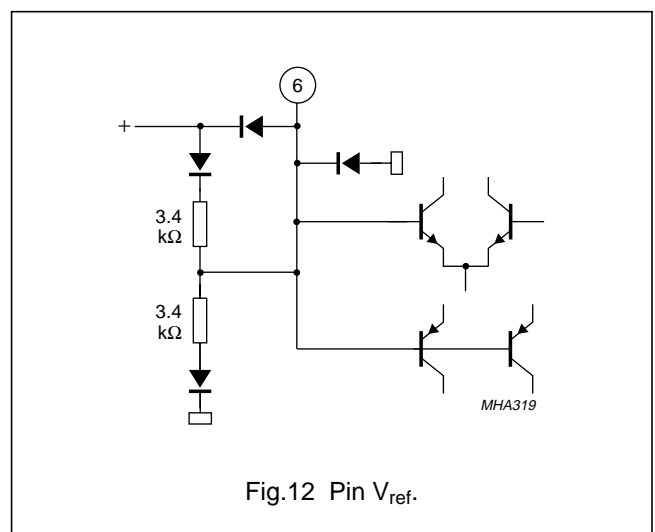 6
+
3.4
kΩ
3.4
kΩ
MHA319
Fig.12 Pin Vref.